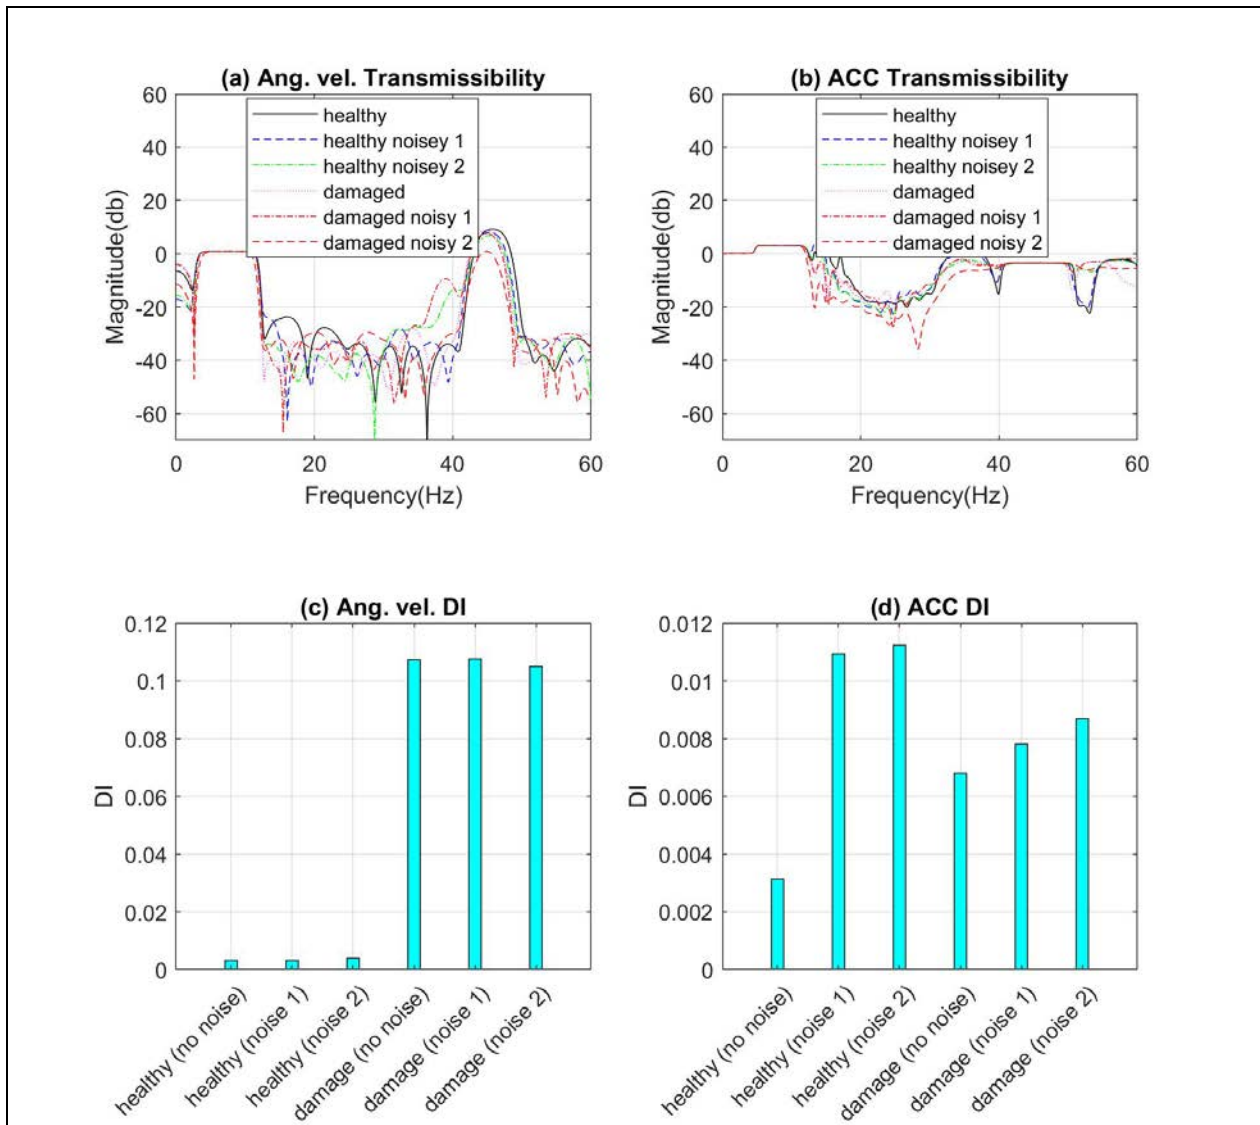 (a) Ang. vel. Transmissibility
60
40
20
0
-20
-40
-60
Magnitude(db)
healthy
healthy noisey 1
healthy noisey 2
damaged
damaged noisy 1
damaged noisy 2
0
20
40
60
Frequency(Hz)
(b) ACC Transmissibility
60
40
20
0
-20
-40
-60
Magnitude(db)
healthy
healthy noisey 1
healthy noisey 2
damaged
damaged noisy 1
damaged noisy 2
0
20
40
60
Frequency(Hz)
(c) Ang. vel. DI
0.12
0.1
0.08
0.06
0.04
0.02
0
DI
healthy (no noise)
healthy (noise 1)
healthy (noise 2)
damage (no noise)
damage (noise 1)
damage (noise 2)
(d) ACC DI
0.012
0.01
0.008
0.006
0.004
0.002
0
DI
healthy (no noise)
healthy (noise 1)
healthy (noise 2)
damage (no noise)
damage (noise 1)
damage (noise 2)